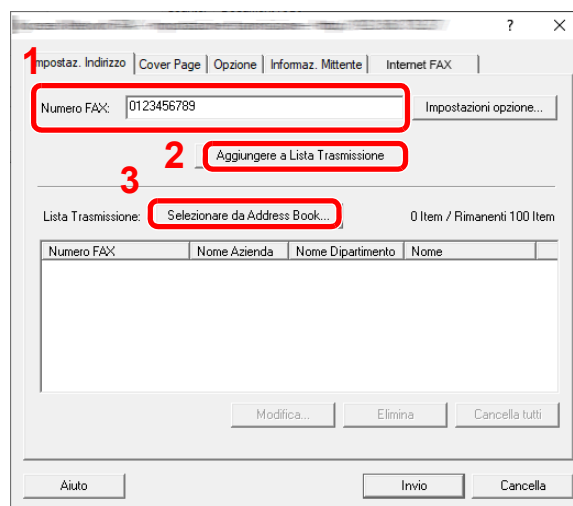 ? ×
1
Impostaz. Indirizzo Cover Page Opzione Informaz. Mittente Internet FAX
Numero FAX: 0123456789 Impostazioni opzione...
2 Aggiungere a Lista Trasmissione
3
Lista Trasmissione: Selezionare da Address Book... 0 Item / Rimanenti 100 Item
Numero FAX Nome Azienda Nome Dipartimento Nome
Modifica... Elimina Cancella tutti
Aiuto Invio Cancella